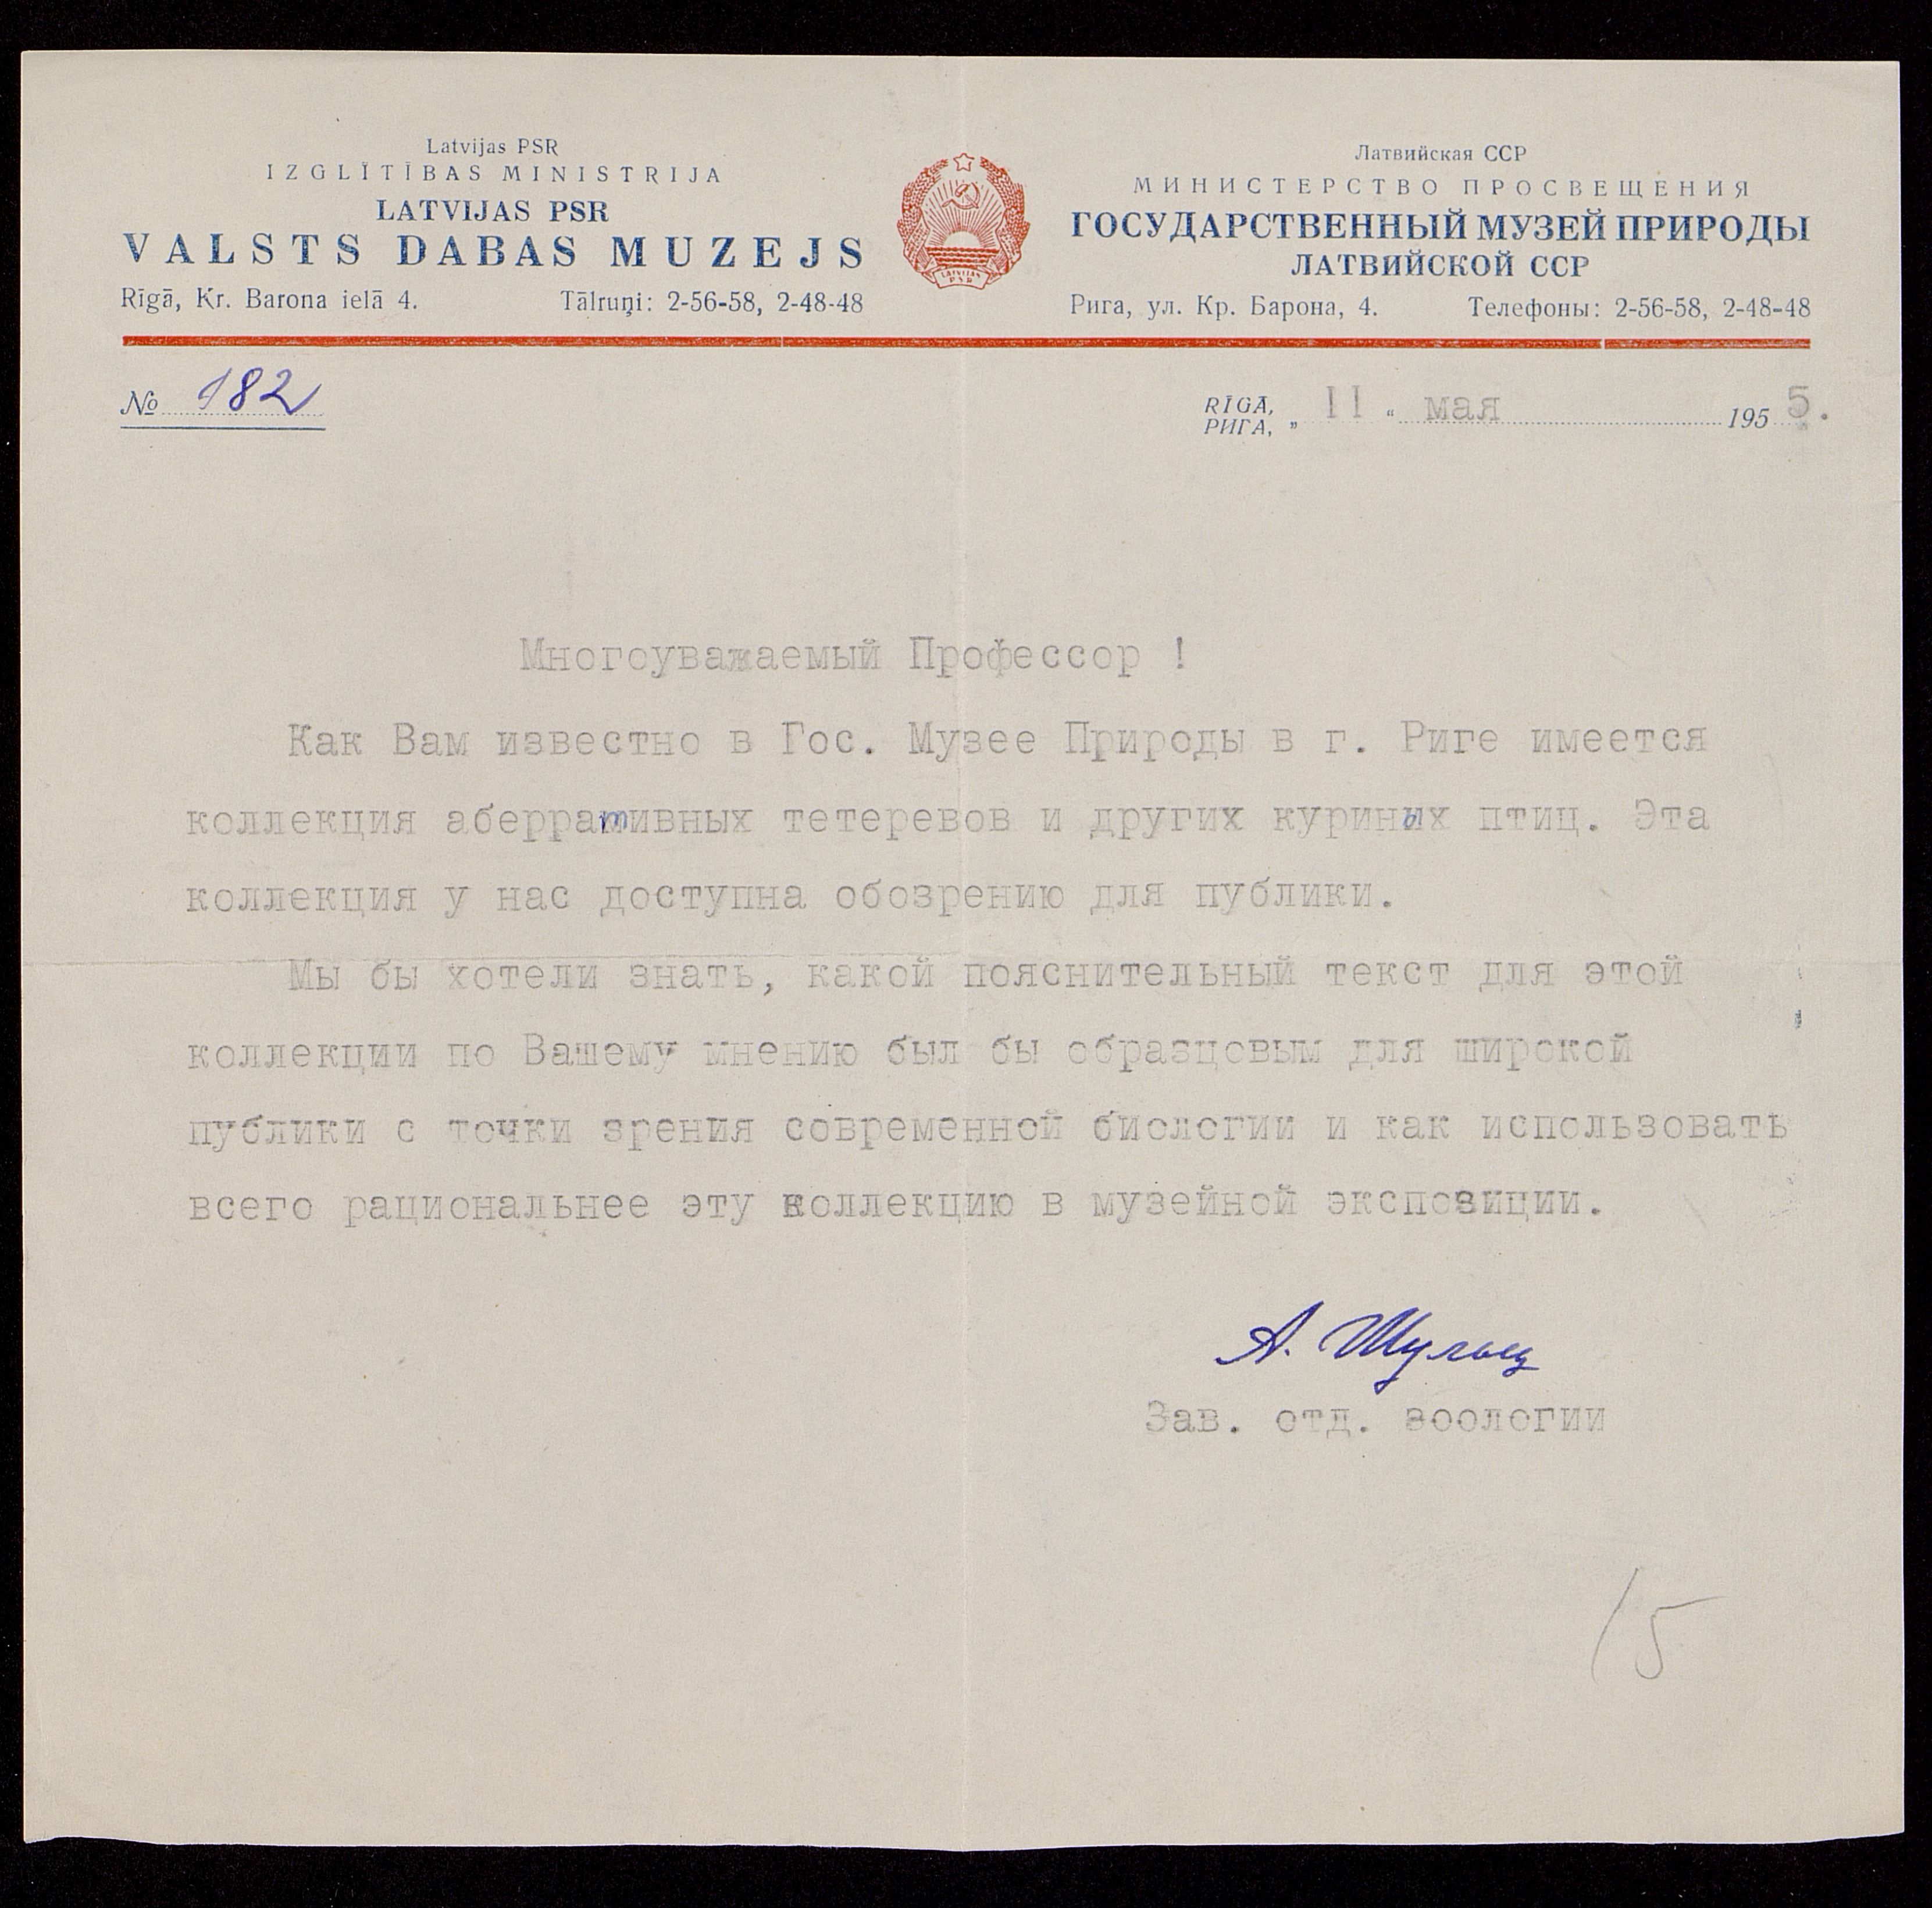 Latvijas PSR
IZGLĪTĪBAS MINISTRIJA
LATVIJAS PSR
VALSTS DABAS MUZEJS
Rīgā, Kr. Barona ielā 4. Tālruņi: 2-56-58, 2-48-48
LATVIJAS
PSR
Латвийская ССР
МИНИСТЕРСТВО ПРОСВЕЩЕНИЯ
ГОСУДАРСТВЕННЫЙ МУЗЕЙ ПРИРОДЫ
ЛАТВИЙСКОЙ ССР
Рига, ул. Кр. Барона, 4. Телефоны: 2-56-58, 2-48-48
№ 182
RĪGĀ,
РИГА, „ 11 “ мая 195 5.
Многоуважаемый Профессор !
Как Вам известно в Гос. Музее Природы в г. Риге имеется
коллекция аберративных тетеревов и других куриных птиц. Эта
коллекция у нас доступна обозрению для публики.
Мы бы хотели знать, какой пояснительный текст для этой
коллекции по Вашему мнению был бы образцовым для широкой
публики с точки зрения современной биологии и как использовать
всего рациональнее эту коллекцию в музейной экспозиции.
А. Шульц
Зав. отд. зоологии
15